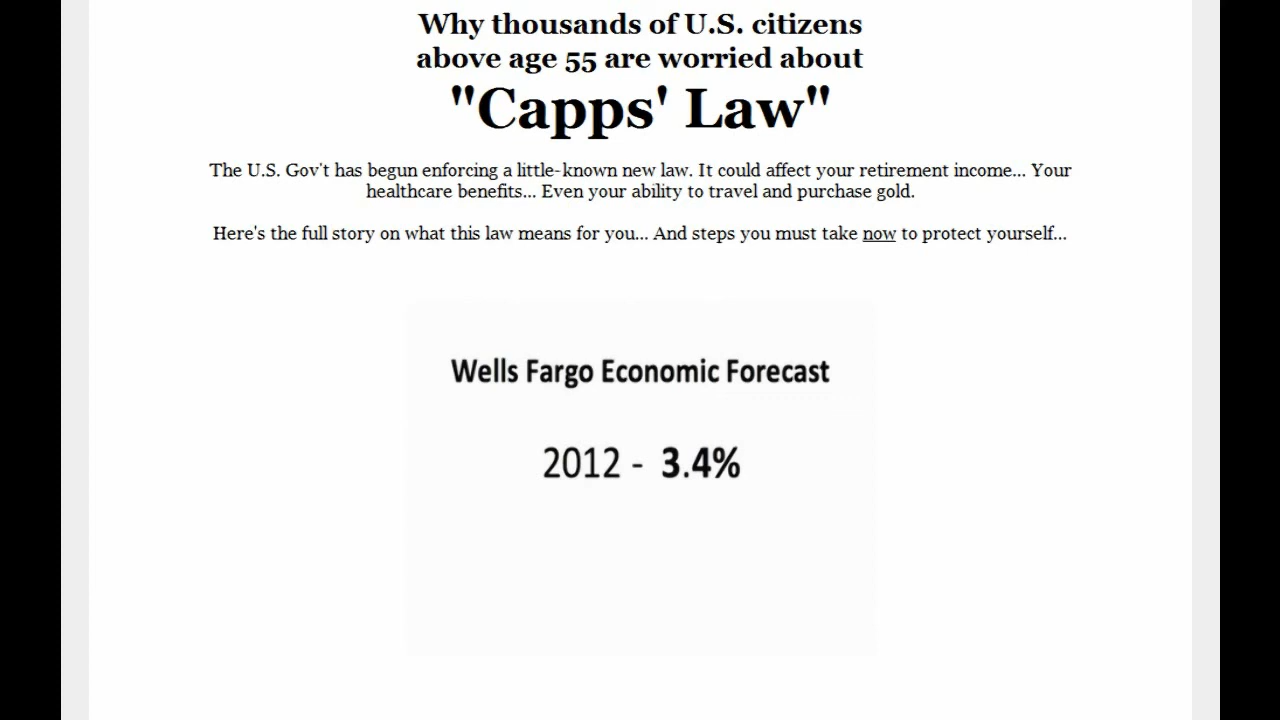 Why thousands of U.S. citizens
above age 55 are worried about
"Capps' Law"
The U.S. Gov't has begun enforcing a little-known new law. It could affect your retirement income... Your
healthcare benefits... Even your ability to travel and purchase gold.
Here's the full story on what this law means for you... And steps you must take now to protect yourself...
Wells Fargo Economic Forecast
2012 - 3.4%